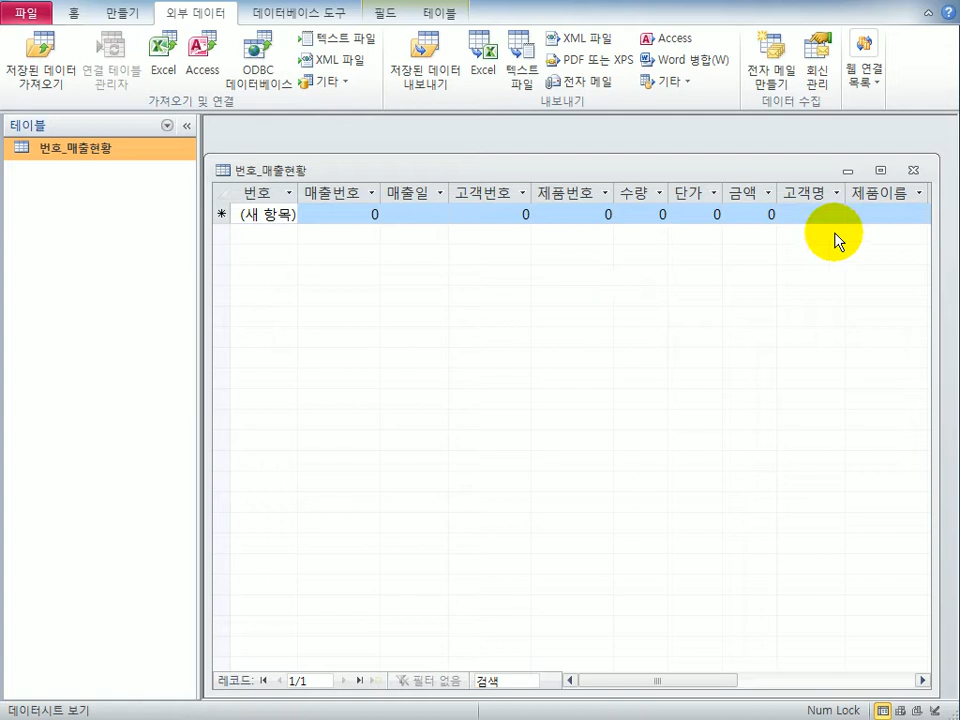 파일 홈 만들기 외부 데이터 데이터베이스 도구 필드 테이블
저장된 데이터 가져오기
연결 테이블 관리자
Excel
Access
ODBC 데이터베이스
텍스트 파일
XML 파일
기타
가져오기 및 연결
저장된 데이터 내보내기
Excel
텍스트 파일
XML 파일
PDF 또는 XPS
전자 메일
Access
Word 병합(W)
기타
내보내기
전자 메일 만들기
회신 관리
데이터 수집
웹 연결 목록
테이블
번호_매출현황
번호_매출현황
번호 매출번호 매출일 고객번호 제품번호 수량 단가 금액 고객명 제품이름
(새 항목) 0 0 0 0 0 0
레코드: 1/1 필터 없음 검색
데이터시트 보기 Num Lock